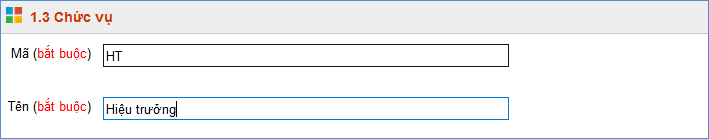 1.3 Chức vụ
Mã (bắt buộc) HT
Tên (bắt buộc) Hiệu trưởng